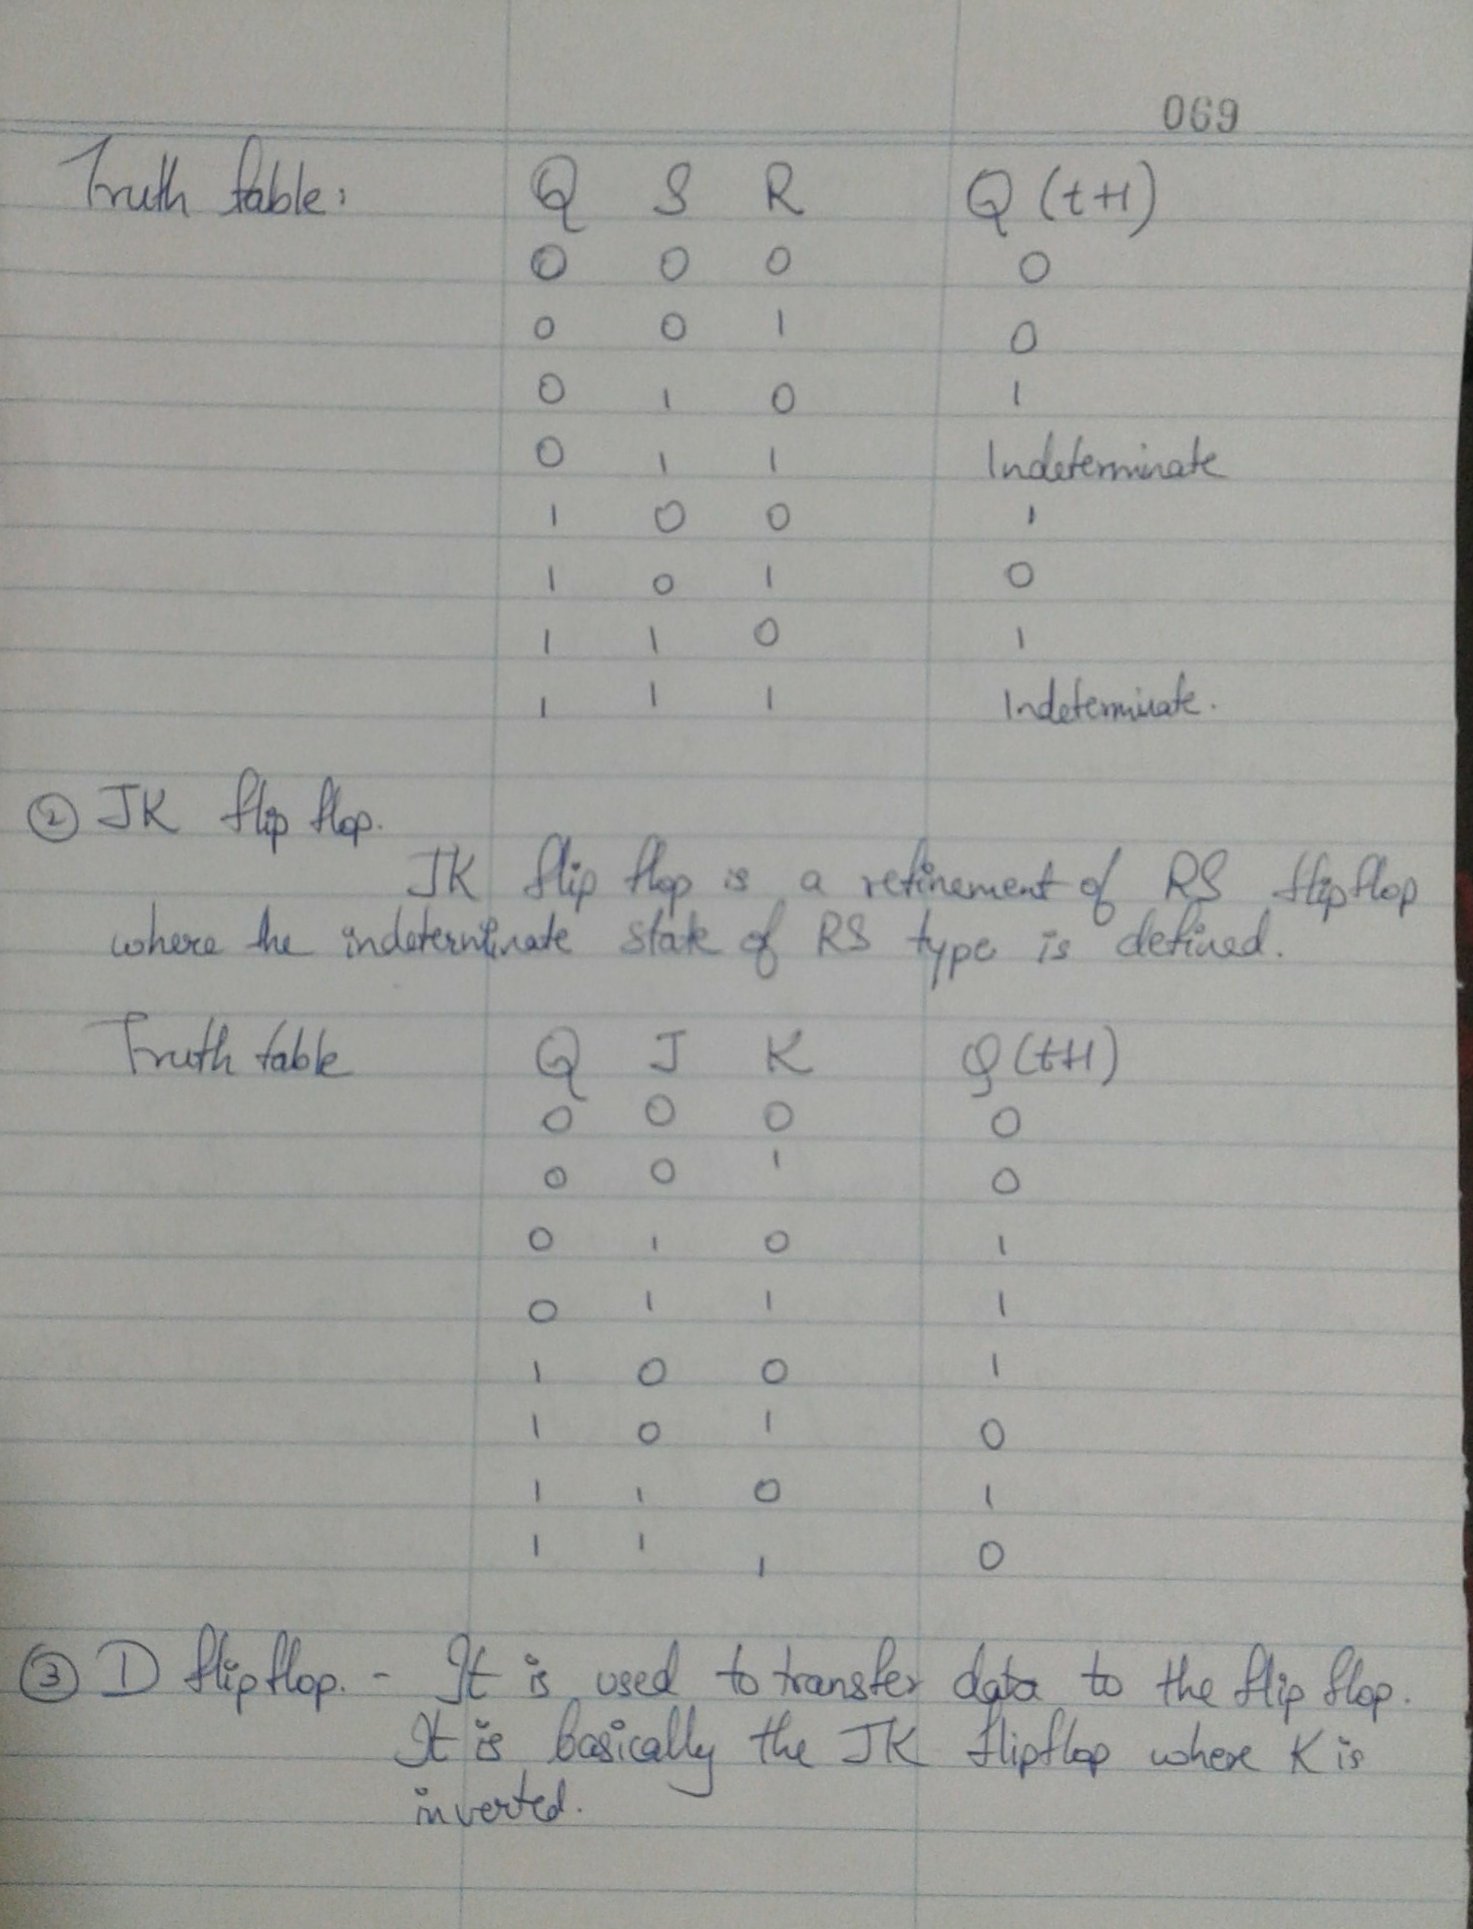 069
Truth table: Q S R Q (t+1)
0 0 0 0
0 0 1 0
0 1 0 1
0 1 1 Indeterminate
1 0 0 1
1 0 1 0
1 1 0 1
1 1 1 Indeterminate.
② JK flip flop.
JK flip flop is a refinement of RS flipflop
where the indeterminate state of RS type is defined.
Truth table Q J K Q(t+1)
0 0 0 0
0 0 1 0
0 1 0 1
0 1 1 1
1 0 0 1
1 0 1 0
1 1 0 1
1 1 1 0
③ D flipflop. - It is used to transfer data to the flip flop.
It is basically the JK flipflop where K is
inverted.